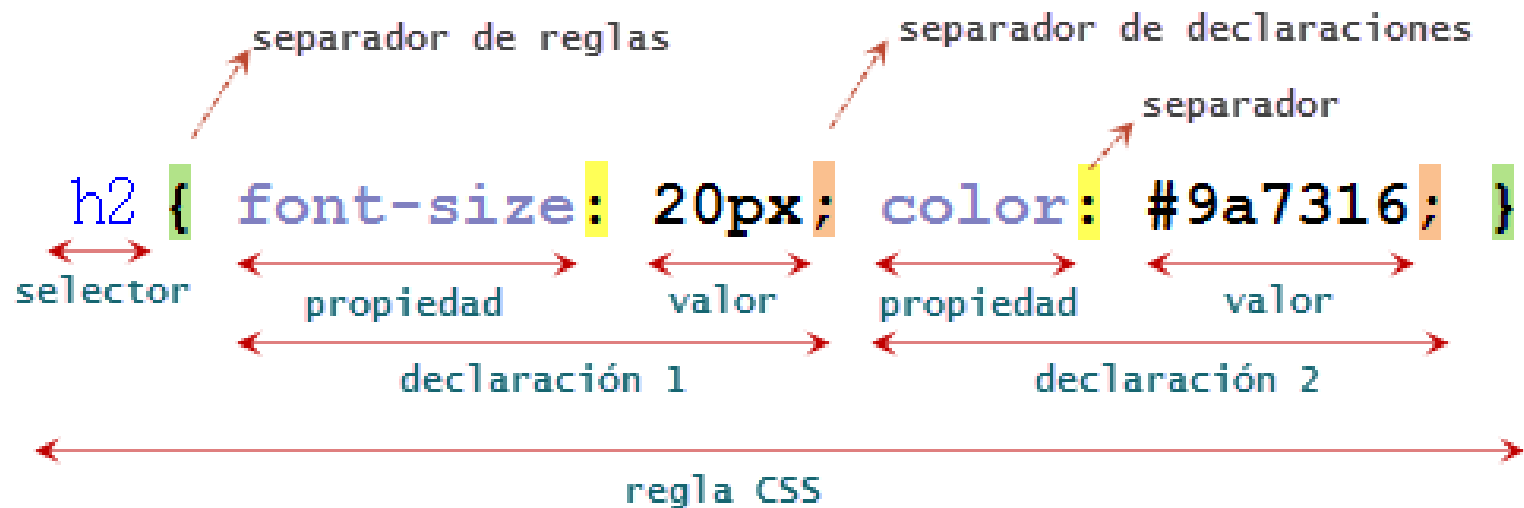 separador de reglas
separador de declaraciones
separador
h2 { font-size: 20px; color: #9a7316; }
selector
propiedad
valor
propiedad
valor
declaración 1
declaración 2
regla CSS